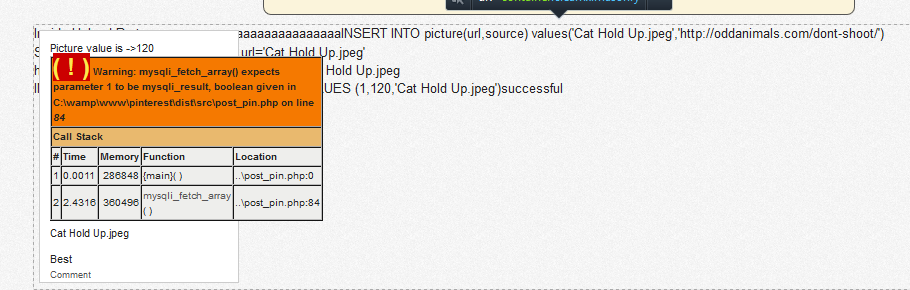 aaaaaaaaaaaaaaaINSERT INTO picture(url,source) values('Cat Hold Up.jpeg','http://oddanimals.com/dont-shoot/')
Picture value is ->120
url='Cat Hold Up.jpeg'
( ! ) Warning: mysqli_fetch_array() expects
parameter 1 to be mysqli_result, boolean given in
C:\wamp\www\pinterest\dist\src\post_pin.php on line
84
Hold Up.jpeg
UES (1,120,'Cat Hold Up.jpeg')successful
Call Stack
# Time Memory Function Location
1 0.0011 286848 {main}( ) ..\post_pin.php:0
2 2.4316 360496 mysqli_fetch_array
( ) ..\post_pin.php:84
Cat Hold Up.jpeg
Best
Comment